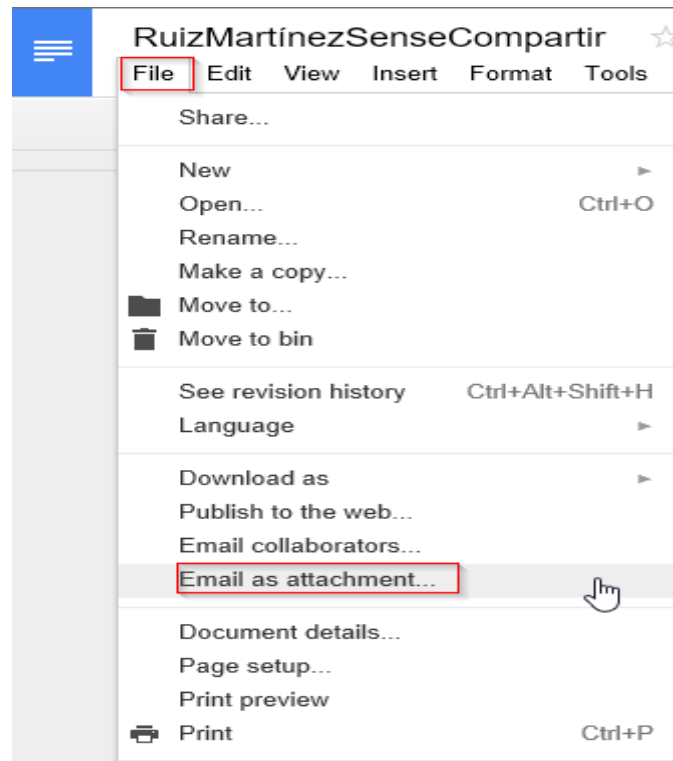 RuizMartínezSenseCompartir
File Edit View Insert Format Tools
Share...
New
Open... Ctrl+O
Rename...
Make a copy...
Move to...
Move to bin
See revision history Ctrl+Alt+Shift+H
Language
Download as
Publish to the web...
Email collaborators...
Email as attachment...
Document details...
Page setup...
Print preview
Print Ctrl+P